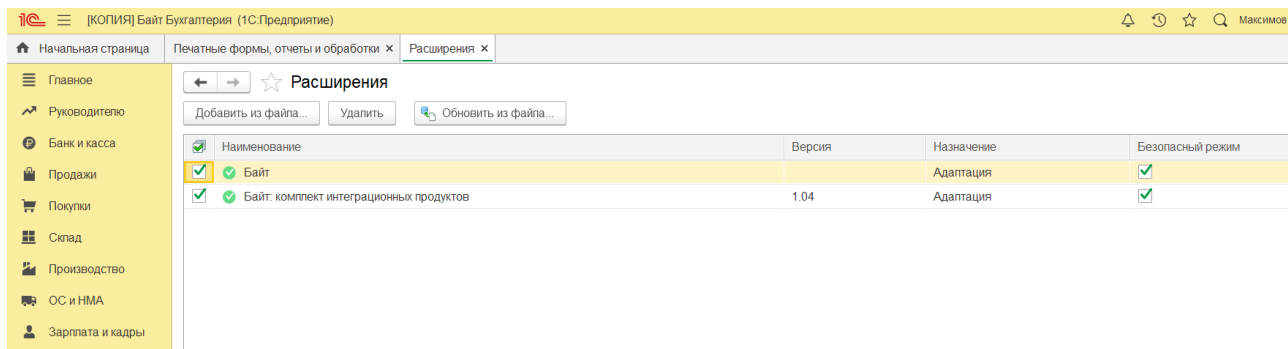 1С [КОПИЯ] Байт Бухгалтерия (1С:Предприятие) Максимов
Начальная страница Печатные формы, отчеты и обработки × Расширения ×
Главное
Расширения
Руководителю
Добавить из файла... Удалить Обновить из файла...
Банк и касса
Наименование Версия Назначение Безопасный режим
Продажи
Байт Адаптация
Покупки
Байт: комплект интеграционных продуктов 1.04 Адаптация
Склад
Производство
ОС и НМА
Зарплата и кадры